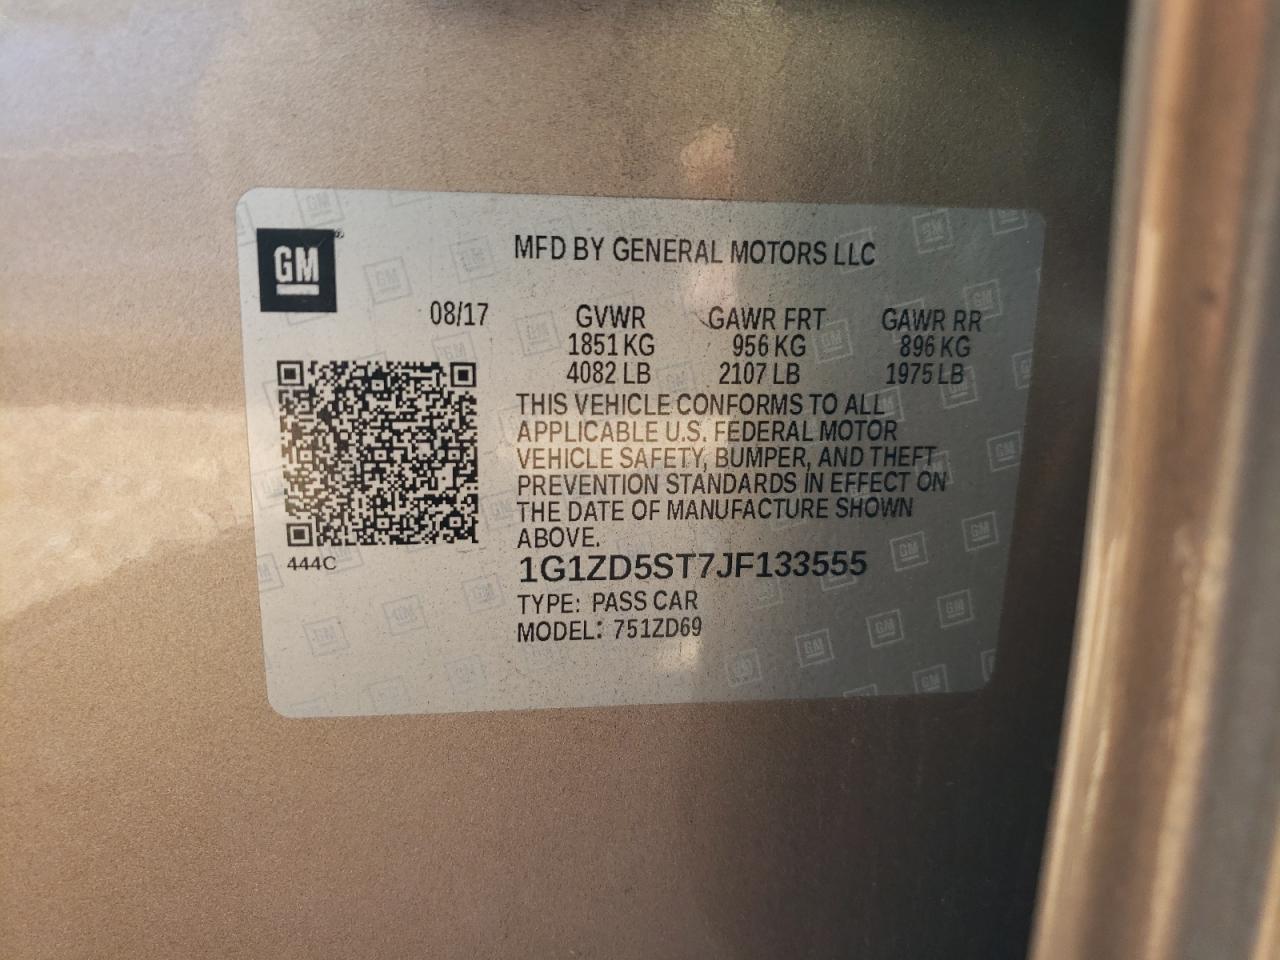 GM
MFD BY GENERAL MOTORS LLC
08/17 GVWR GAWR FRT GAWR RR
1851 KG 956 KG 896 KG
4082 LB 2107 LB 1975 LB
THIS VEHICLE CONFORMS TO ALL
APPLICABLE U.S. FEDERAL MOTOR
VEHICLE SAFETY, BUMPER, AND THEFT
PREVENTION STANDARDS IN EFFECT ON
THE DATE OF MANUFACTURE SHOWN
ABOVE.
444C
1G1ZD5ST7JF133555
TYPE: PASS CAR
MODEL: 751ZD69